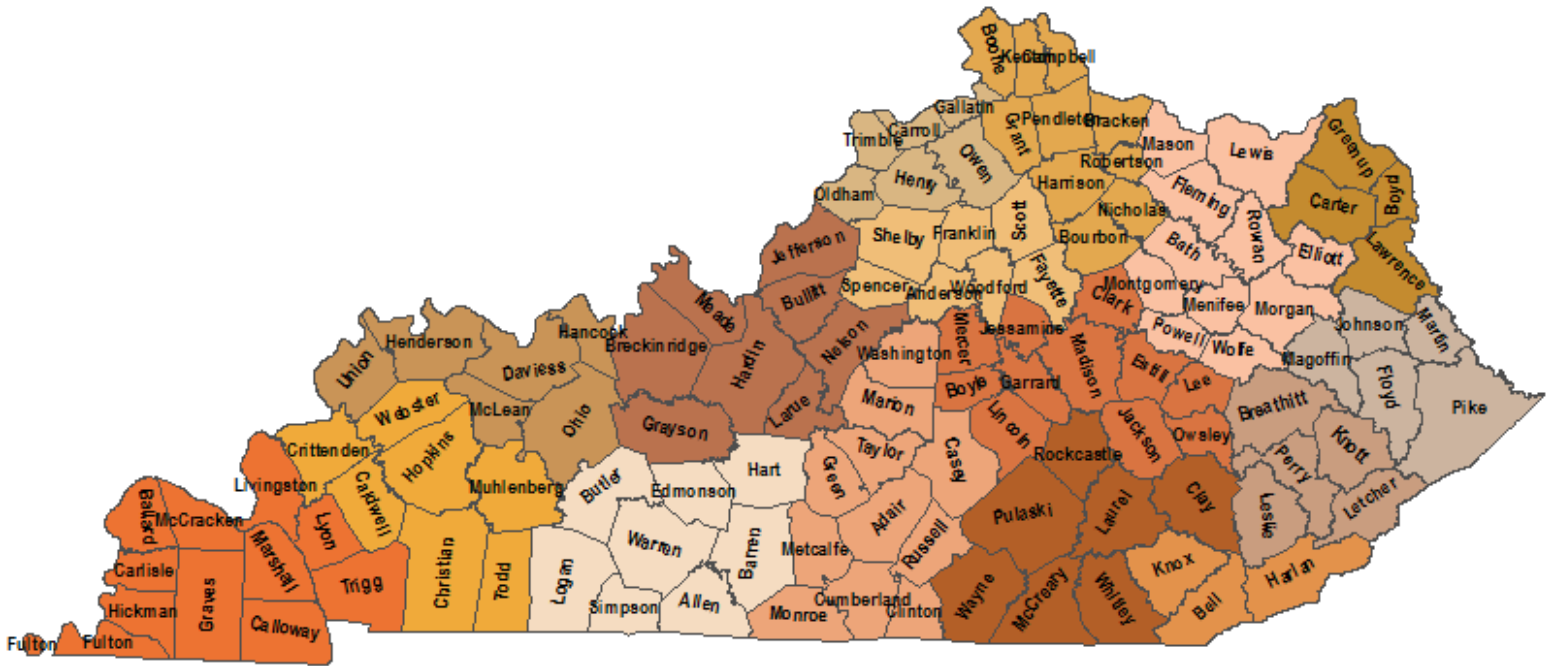 Boone
Kenton
Campbell
Gallatin
Carroll
Trimble
Grant
Pendleton
Bracken
Owen
Henry
Oldham
Robertson
Harrison
Nicholas
Bourbon
Scott
Mason
Lewis
Greenup
Fleming
Rowan
Carter
Boyd
Elliott
Lawrence
Bath
Shelby
Franklin
Jefferson
Spencer
Anderson
Woodford
Fayette
Clark
Montgomery
Menifee
Morgan
Johnson
Martin
Bullitt
Meade
Breckinridge
Hardin
Nelson
Washington
Mercer
Jessamine
Madison
Powell
Wolfe
Magoffin
Floyd
Pike
Estill
Lee
Hancock
Henderson
Union
Daviess
McLean
Ohio
Grayson
Larue
Marion
Boyle
Garrard
Lincoln
Jackson
Owsley
Breathitt
Knott
Perry
Letcher
Leslie
Webster
Crittenden
Hopkins
Caldwell
Muhlenberg
Butler
Edmonson
Hart
Green
Taylor
Casey
Rockcastle
Clay
Laurel
Pulaski
Adair
Russell
Metcalfe
Barren
Warren
Livingston
Lyon
Ballard
McCracken
Marshall
Carlisle
Hickman
Graves
Calloway
Trigg
Christian
Todd
Logan
Simpson
Allen
Monroe
Cumberland
Clinton
Wayne
McCreary
Whitley
Knox
Bell
Harlan
Fulton
Fulton